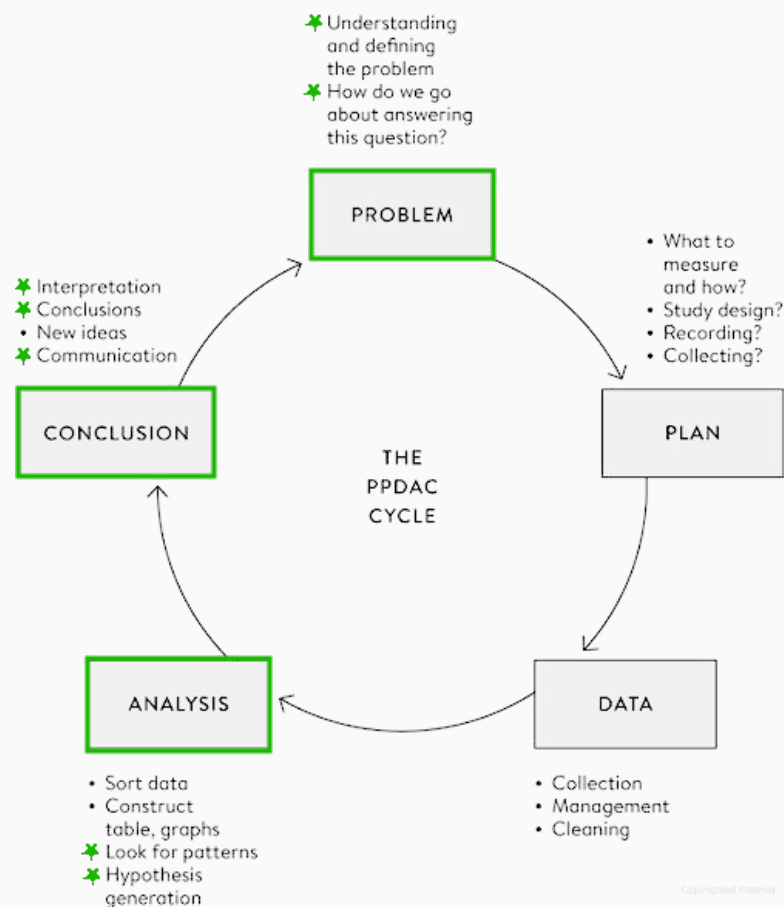 Understanding
and defining
the problem
How do we go
about answering
this question?
PROBLEM
• What to
measure
and how?
• Study design?
• Recording?
• Collecting?
PLAN
Interpretation
Conclusions
• New ideas
Communication
CONCLUSION
THE
PPDAC
CYCLE
ANALYSIS
• Sort data
• Construct
table, graphs
Look for patterns
Hypothesis
generation
DATA
• Collection
• Management
• Cleaning
Copyrighted material